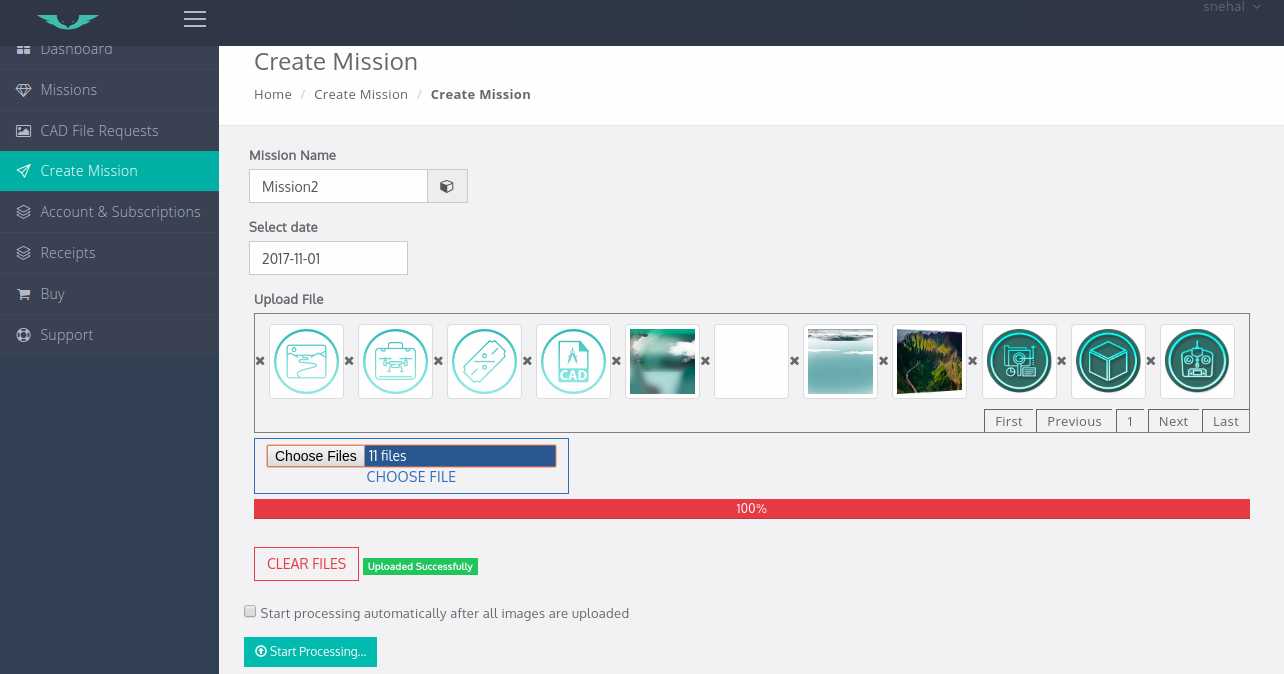 snehal
Dashboard
Missions
CAD File Requests
Create Mission
Account & Subscriptions
Receipts
Buy
Support
Create Mission
Home / Create Mission / Create Mission
Mission Name
Mission2
Select date
2017-11-01
Upload File
CAD
First Previous 1 Next Last
Choose Files 11 files
CHOOSE FILE
100%
CLEAR FILES Uploaded Successfully
Start processing automatically after all images are uploaded
Start Processing...